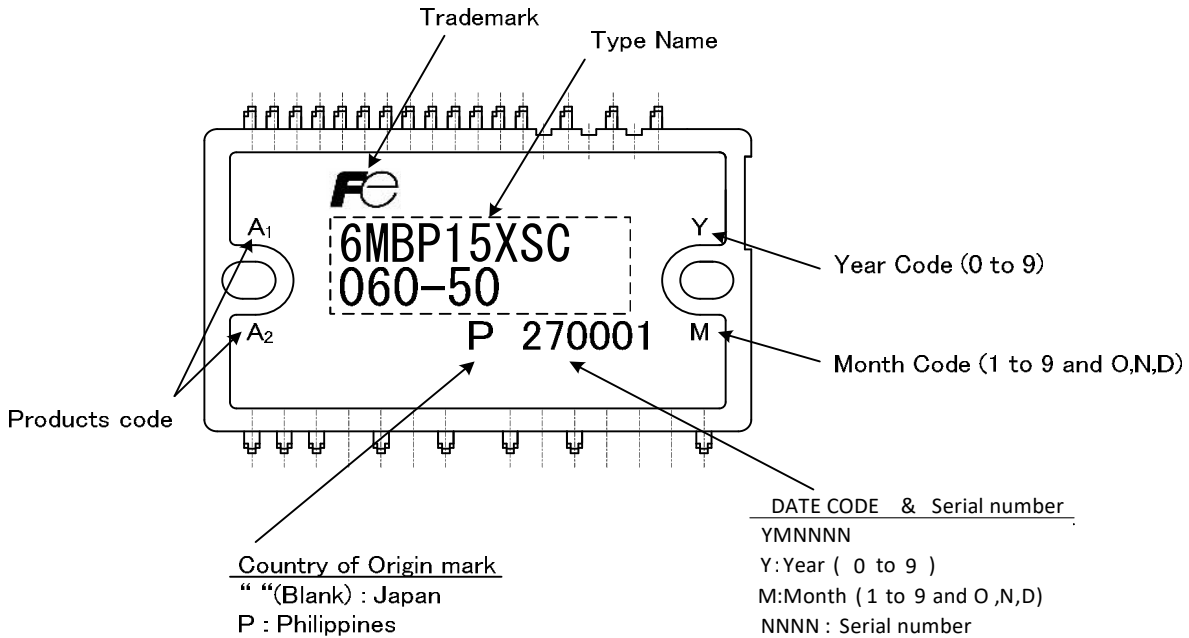 Trademark
Type Name
Fe
A₁
Y
6MBP15XSC
060-50
Year Code (0 to 9)
A₂
P 270001
M
Month Code (1 to 9 and O,N,D)
Products code
DATE CODE & Serial number
YMNNNN
Y:Year ( 0 to 9 )
M:Month (1 to 9 and O ,N,D)
NNNN : Serial number
Country of Origin mark
“ “(Blank) : Japan
P : Philippines